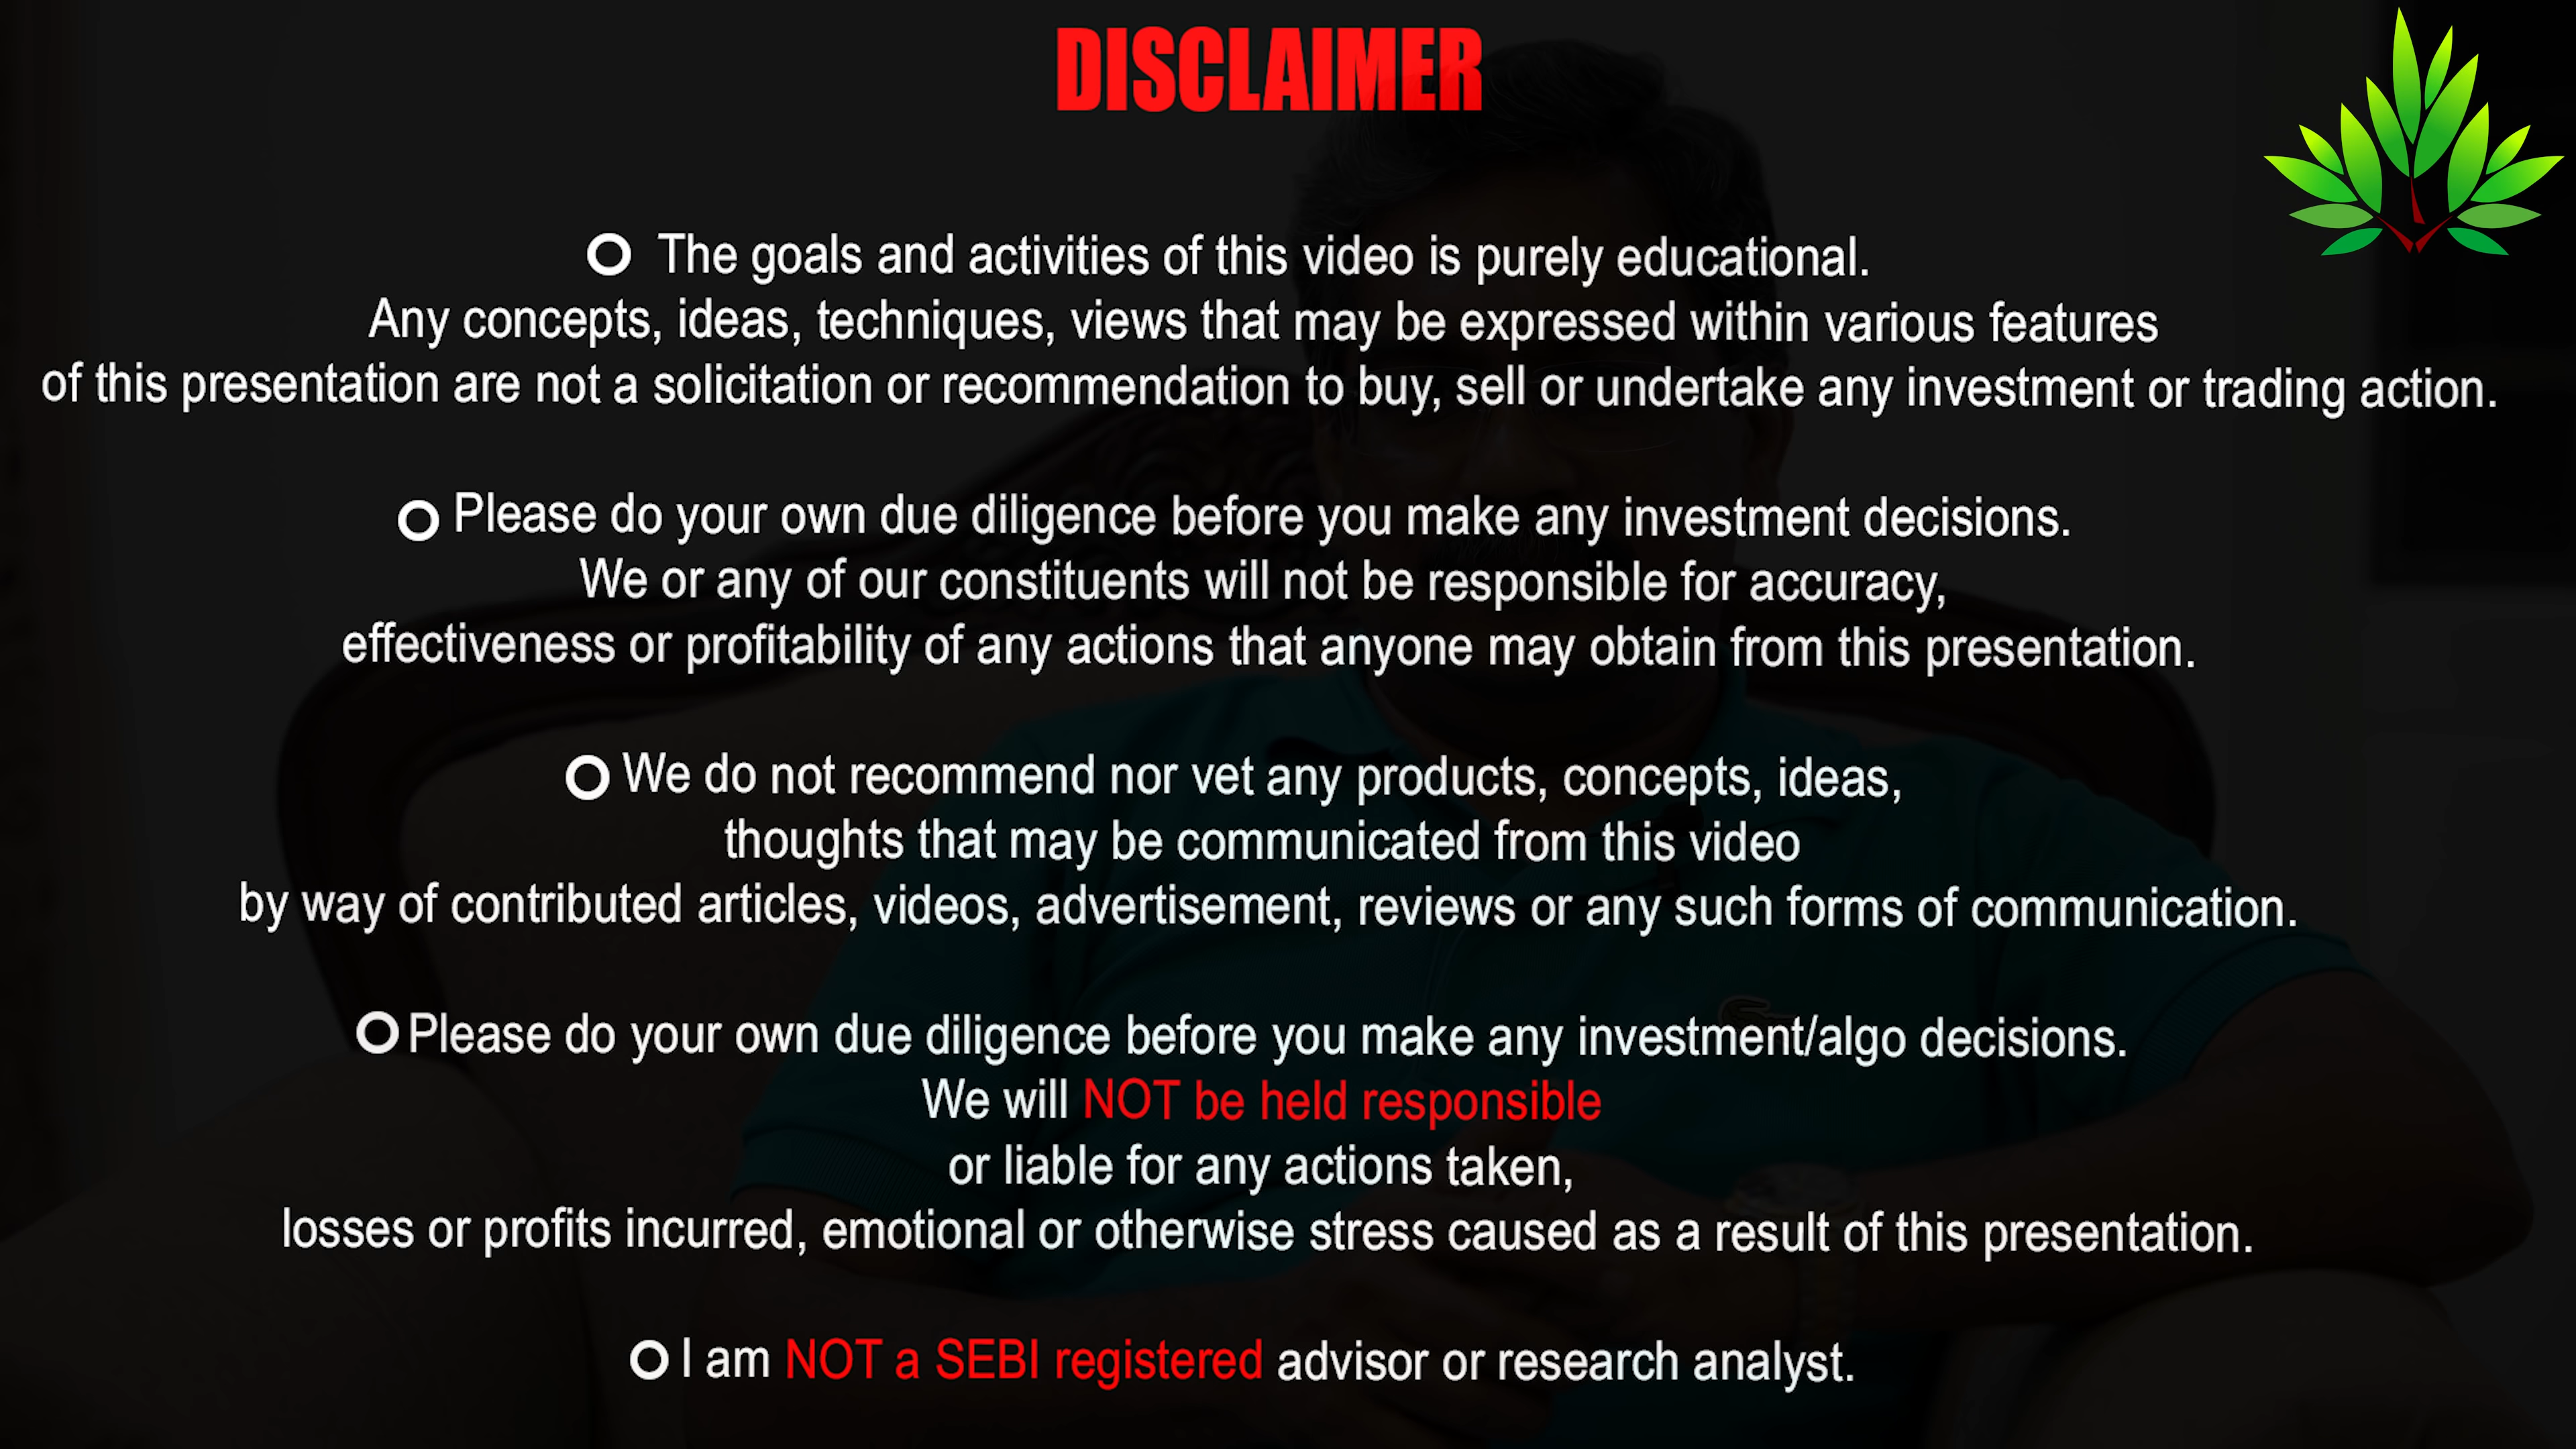 DISCLAIMER
The goals and activities of this video is purely educational.
Any concepts, ideas, techniques, views that may be expressed within various features
of this presentation are not a solicitation or recommendation to buy, sell or undertake any investment or trading action.
Please do your own due diligence before you make any investment decisions.
We or any of our constituents will not be responsible for accuracy,
effectiveness or profitability of any actions that anyone may obtain from this presentation.
We do not recommend nor vet any products, concepts, ideas,
thoughts that may be communicated from this video
by way of contributed articles, videos, advertisement, reviews or any such forms of communication.
Please do your own due diligence before you make any investment/algo decisions.
We will NOT be held responsible
or liable for any actions taken,
losses or profits incurred, emotional or otherwise stress caused as a result of this presentation.
I am NOT a SEBI registered advisor or research analyst.